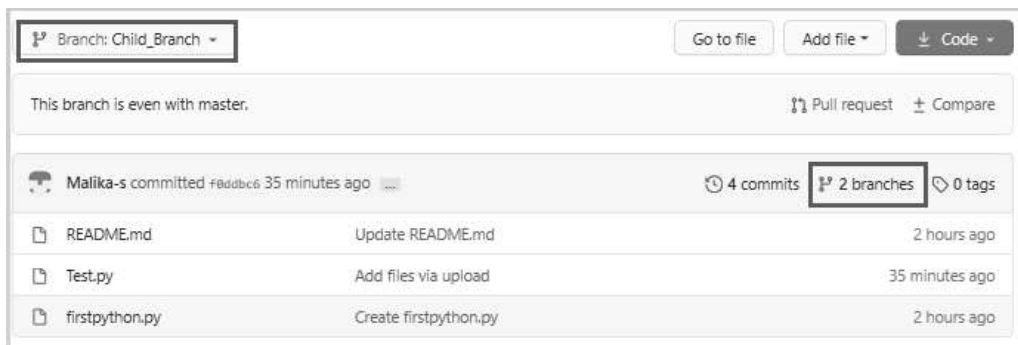 Branch: Child_Branch Go to file Add file Code
This branch is even with master. Pull request Compare
Malika-s committed f0ddbc6 35 minutes ago ... 4 commits 2 branches 0 tags
README.md Update README.md 2 hours ago
Test.py Add files via upload 35 minutes ago
firstpython.py Create firstpython.py 2 hours ago